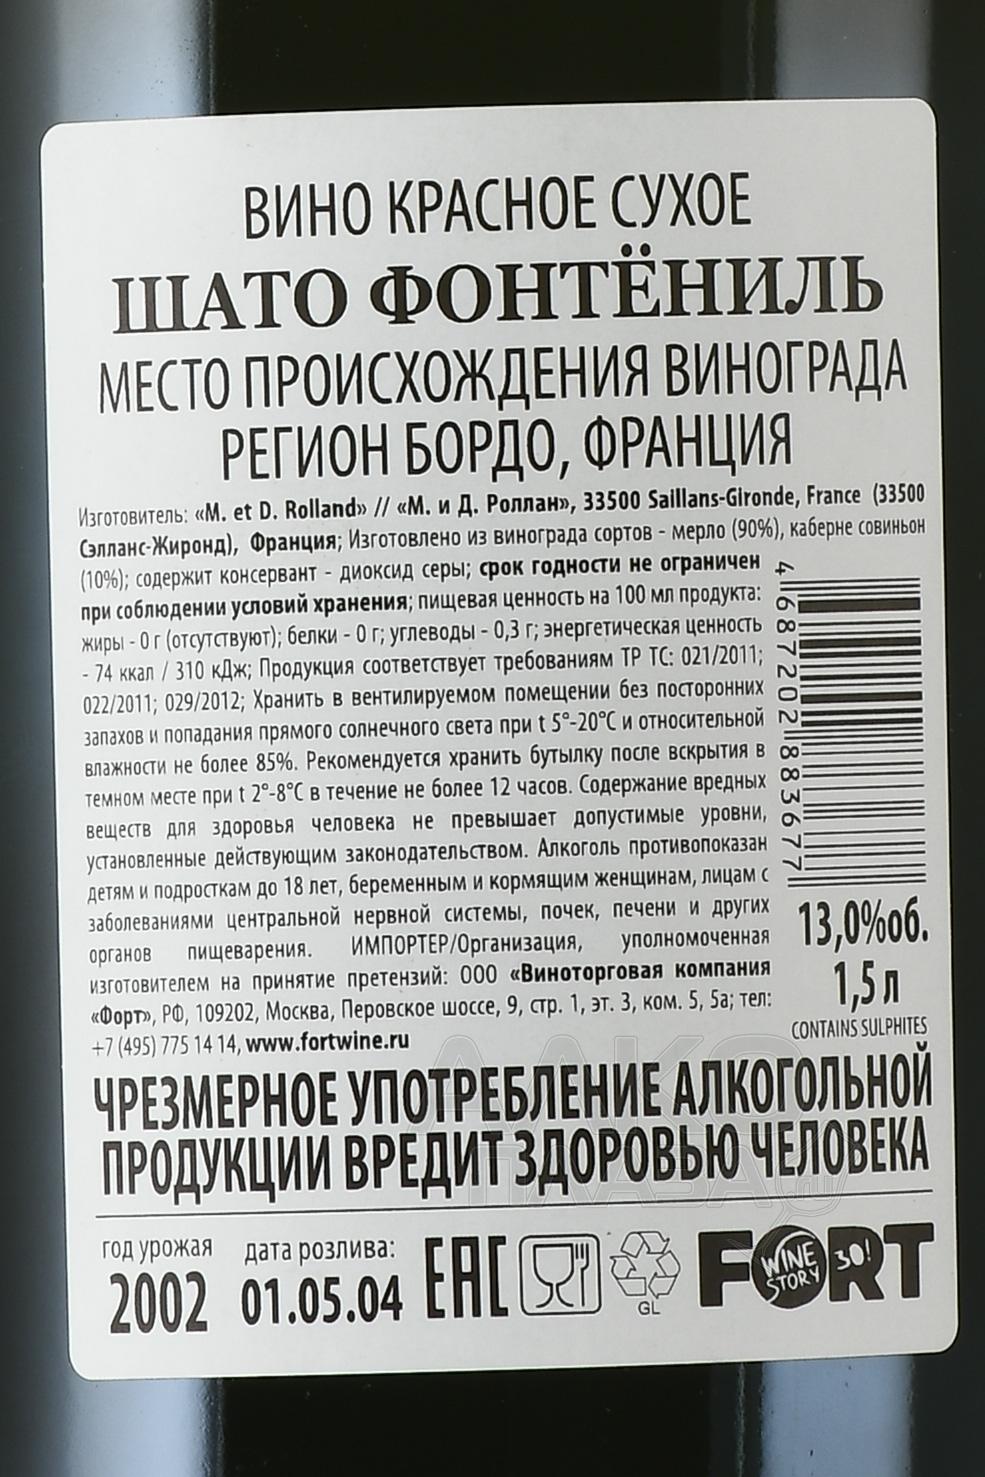 ВИНО КРАСНОЕ СУХОЕ
ШАТО ФОНТЁНИЛЬ
МЕСТО ПРОИСХОЖДЕНИЯ ВИНОГРАДА
РЕГИОН БОРДО, ФРАНЦИЯ
Изготовитель: «M. et D. Rolland» // «М. и Д. Роллан», 33500 Saillans-Gironde, France (33500
Сэлланс-Жиронд), Франция; Изготовлено из винограда сортов - мерло (90%), каберне совиньон
(10%); содержит консервант - диоксид серы; срок годности не ограничен
при соблюдении условий хранения; пищевая ценность на 100 мл продукта:
жиры - 0 г (отсутствуют); белки - 0 г; углеводы - 0,3 г; энергетическая ценность
- 74 ккал / 310 кДж; Продукция соответствует требованиям ТР ТС: 021/2011;
022/2011; 029/2012; Хранить в вентилируемом помещении без посторонних
запахов и попадания прямого солнечного света при t 5°-20°С и относительной
влажности не более 85%. Рекомендуется хранить бутылку после вскрытия в
темном месте при t 2°-8°С в течение не более 12 часов. Содержание вредных
веществ для здоровья человека не превышает допустимые уровни,
установленные действующим законодательством. Алкоголь противопоказан
детям и подросткам до 18 лет, беременным и кормящим женщинам, лицам с
заболеваниями центральной нервной системы, почек, печени и других
органов пищеварения. ИМПОРТЕР/Организация, уполномоченная
изготовителем на принятие претензий: ООО «Виноторговая компания
«Форт», РФ, 109202, Москва, Перовское шоссе, 9, стр. 1, эт. 3, ком. 5, 5а; тел:
+7 (495) 775 14 14, www.fortwine.ru
4 687202 883677
13,0%об.
1,5 л
CONTAINS SULPHITES
ЧРЕЗМЕРНОЕ УПОТРЕБЛЕНИЕ АЛКОГОЛЬНОЙ
ПРОДУКЦИИ ВРЕДИТ ЗДОРОВЬЮ ЧЕЛОВЕКА
АЛКО
ПЛАЗА.ru
год урожая
2002
дата розлива:
01.05.04
ЕАС
GL
FORT
WINE
STORY
30!